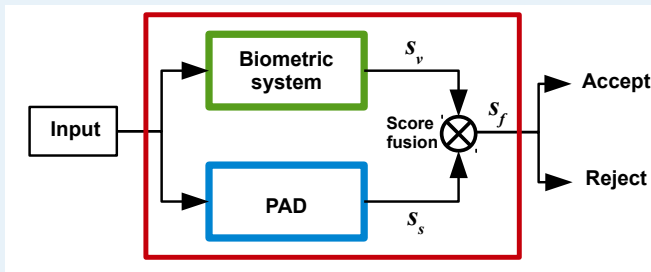 Input
Biometric
system
s_v
PAD
s_s
Score
fusion
s_f
Accept
Reject